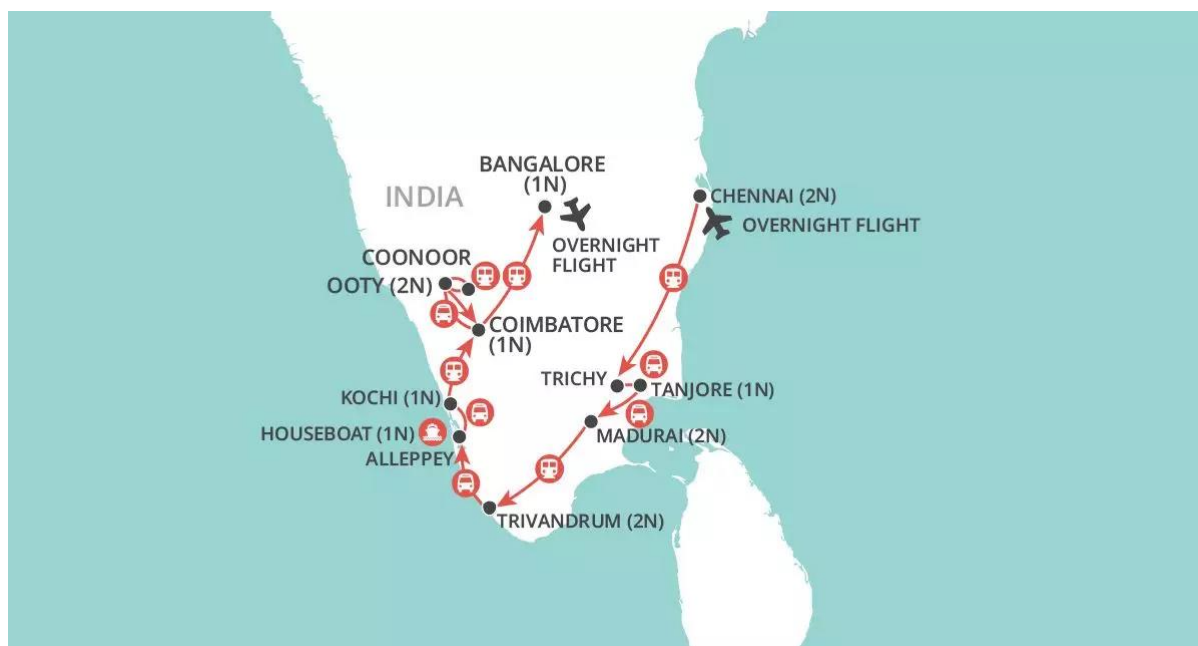 BANGALORE
(1N)
INDIA
CHENNAI (2N)
OVERNIGHT FLIGHT
OVERNIGHT
FLIGHT
COONOOR
OOTY (2N)
COIMBATORE
(1N)
TRICHY
TANJORE (1N)
KOCHI (1N)
HOUSEBOAT (1N)
MADURAI (2N)
ALLEPPEY
TRIVANDRUM (2N)